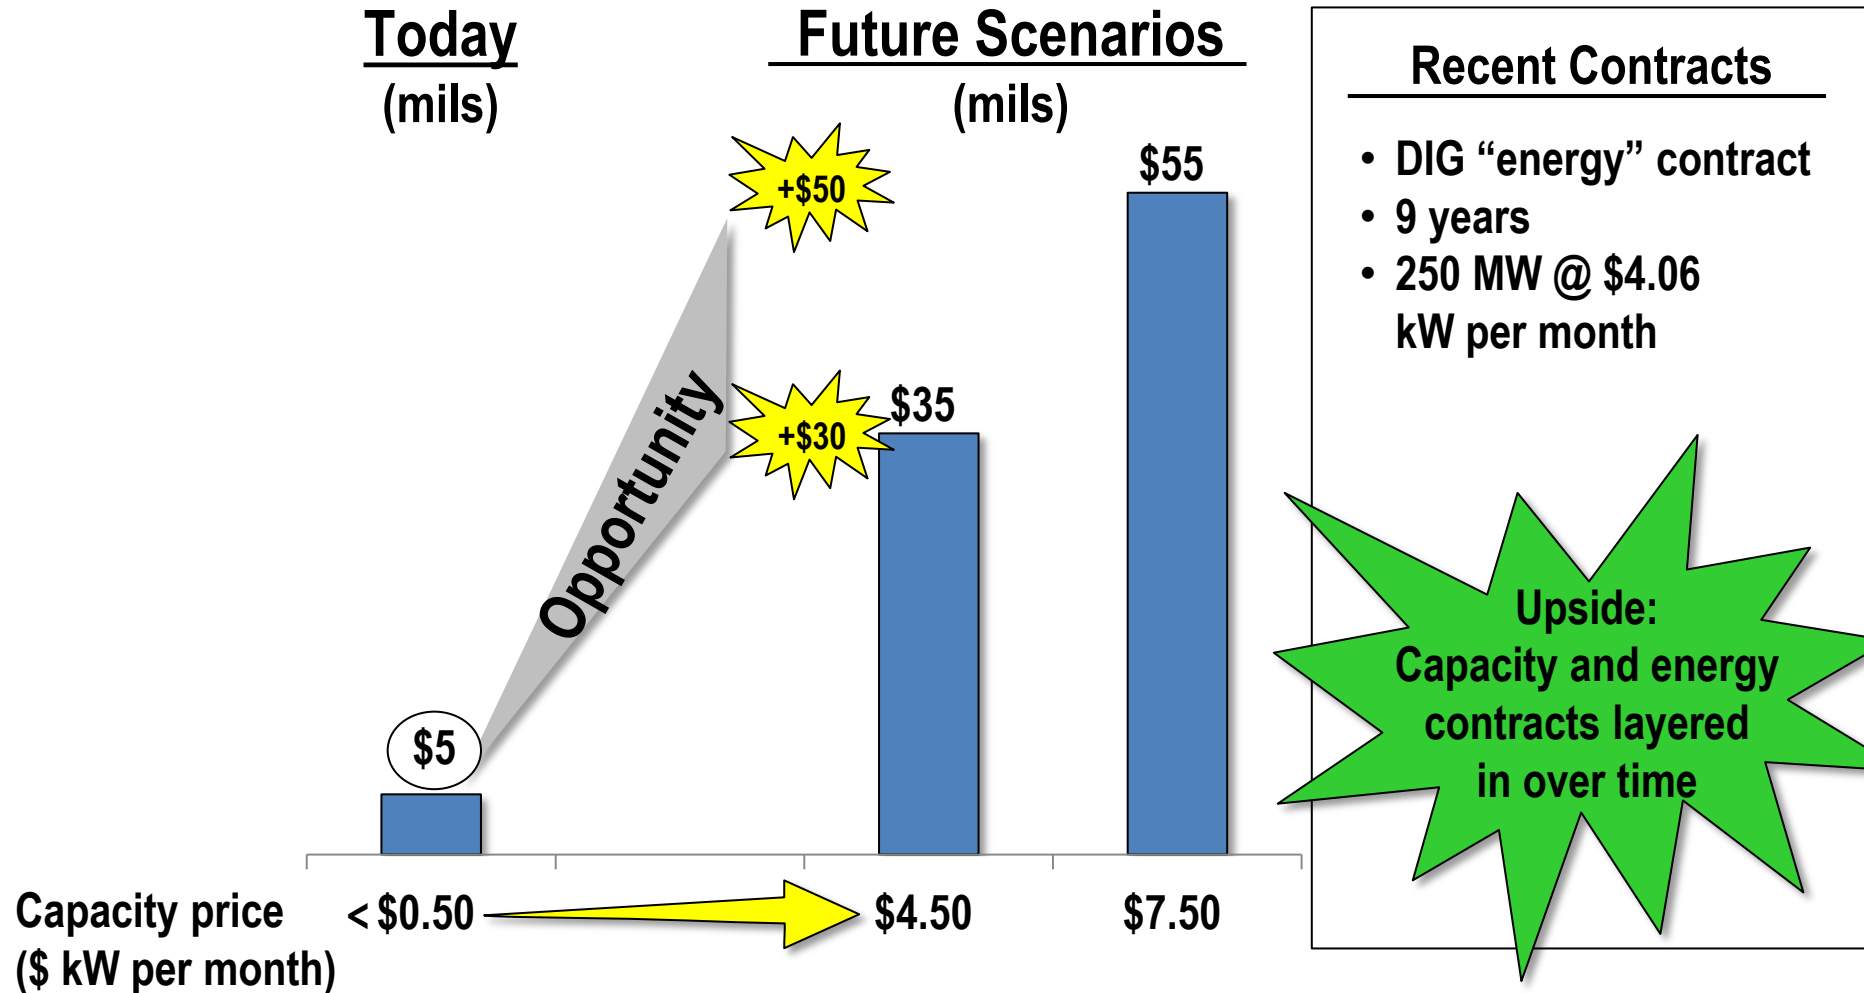 Today
(mils)
Future Scenarios
(mils)
+$50
$55
+$30
$35
Opportunity
$5
Capacity price
($ kW per month)
< $0.50
$4.50
$7.50
Recent Contracts
• DIG “energy” contract
• 9 years
• 250 MW @ $4.06
kW per month
Upside:
Capacity and energy
contracts layered
in over time